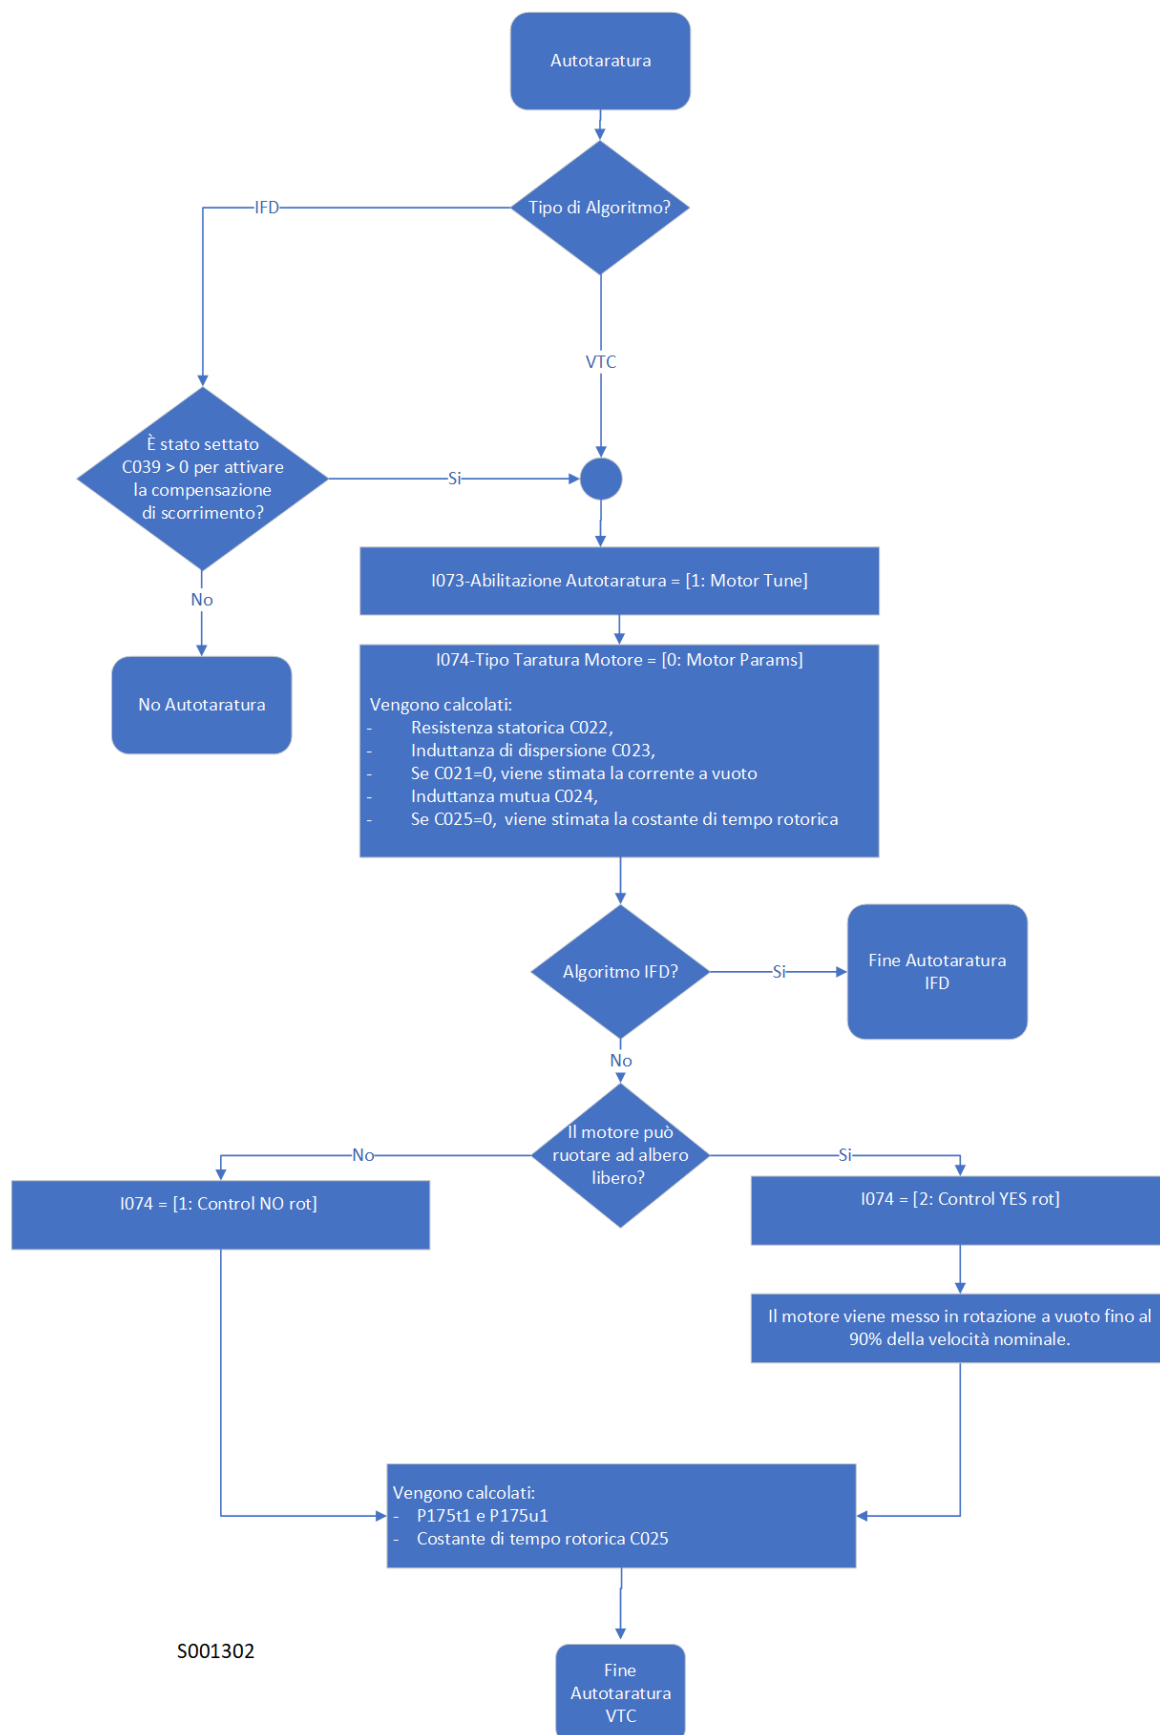 Autotaratura
Tipo di Algoritmo?
IFD
VTC
È stato settato
C039 > 0 per attivare
la compensazione
di scorrimento?
Si
No
I073-Abilitazione Autotaratura = [1: Motor Tune]
No Autotaratura
I074-Tipo Taratura Motore = [0: Motor Params]
Vengono calcolati:
- Resistenza statorica C022,
- Induttanza di dispersione C023,
- Se C021=0, viene stimata la corrente a vuoto
- Induttanza mutua C024,
- Se C025=0, viene stimata la costante di tempo rotorica
Algoritmo IFD?
Si
Fine Autotaratura
IFD
No
Il motore può
ruotare ad albero
libero?
No
Si
I074 = [1: Control NO rot]
I074 = [2: Control YES rot]
Il motore viene messo in rotazione a vuoto fino al
90% della velocità nominale.
Vengono calcolati:
- P175t1 e P175u1
- Costante di tempo rotorica C025
S001302
Fine
Autotaratura
VTC